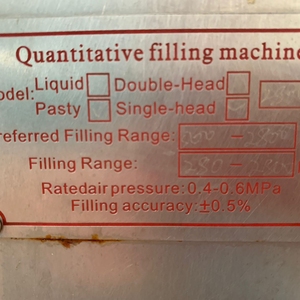 Quantitative filling machine
odel: Liquid Double-Head
Pasty Single-head
referred Filling Range: –
Filling Range: –
Ratedair pressure:0.4-0.6MPa
Filling accuracy:±0.5%